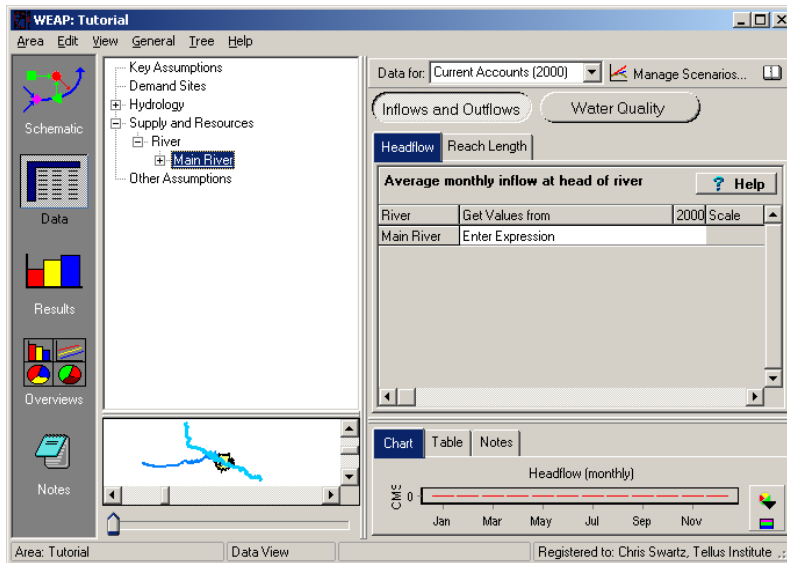 WEAP: Tutorial
Area Edit View General Tree Help
Schematic
Data
Results
Overviews
Notes
Key Assumptions
Demand Sites
Hydrology
Supply and Resources
River
Main River
Other Assumptions
Data for: Current Accounts (2000) Manage Scenarios...
Inflows and Outflows Water Quality
Headflow Reach Length
Average monthly inflow at head of river ? Help
River Get Values from 2000 Scale
Main River Enter Expression
Chart Table Notes
Headflow (monthly)
CMS
0
Jan Mar May Jul Sep Nov
Area: Tutorial Data View Registered to: Chris Swartz, Tellus Institute